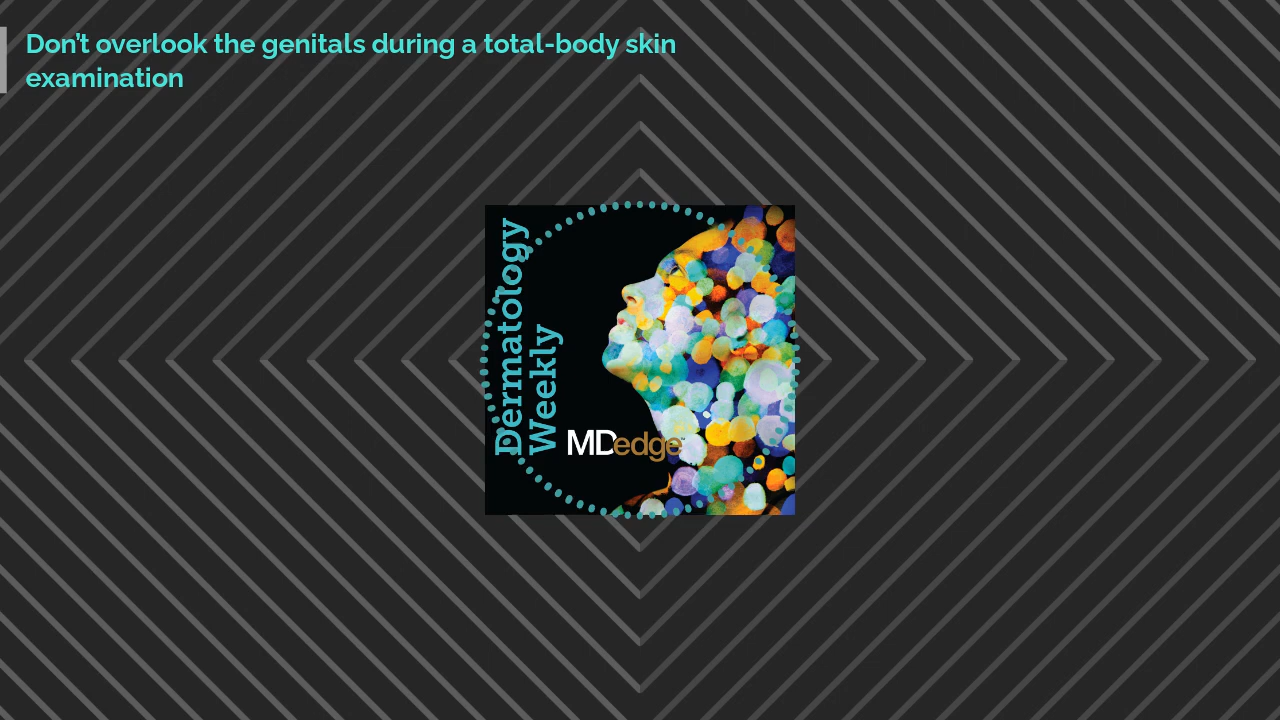 Don't overlook the genitals during a total-body skin
examination
Dermatology
Weekly
MDedge